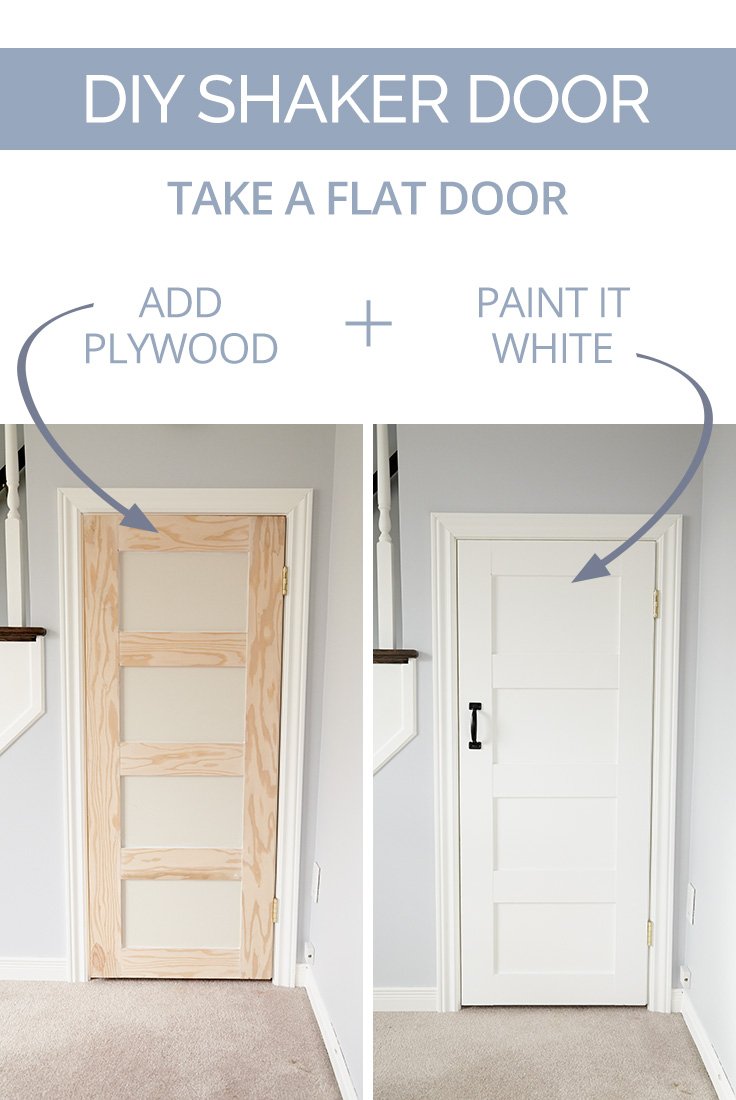 DIY SHAKER DOOR
TAKE A FLAT DOOR
ADD
PLYWOOD
+
PAINT IT
WHITE